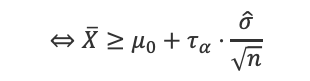 ⇔ X̄ ≥ μ₀ + τ_α · σ̂ / √n